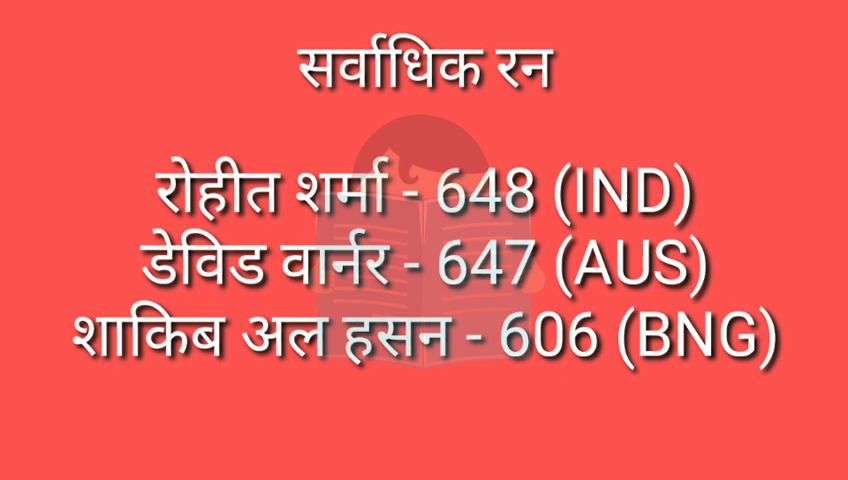 सर्वाधिक रन
रोहीत शर्मा - 648 (IND)
डेविड वार्नर - 647 (AUS)
शाकिब अल हसन - 606 (BNG)